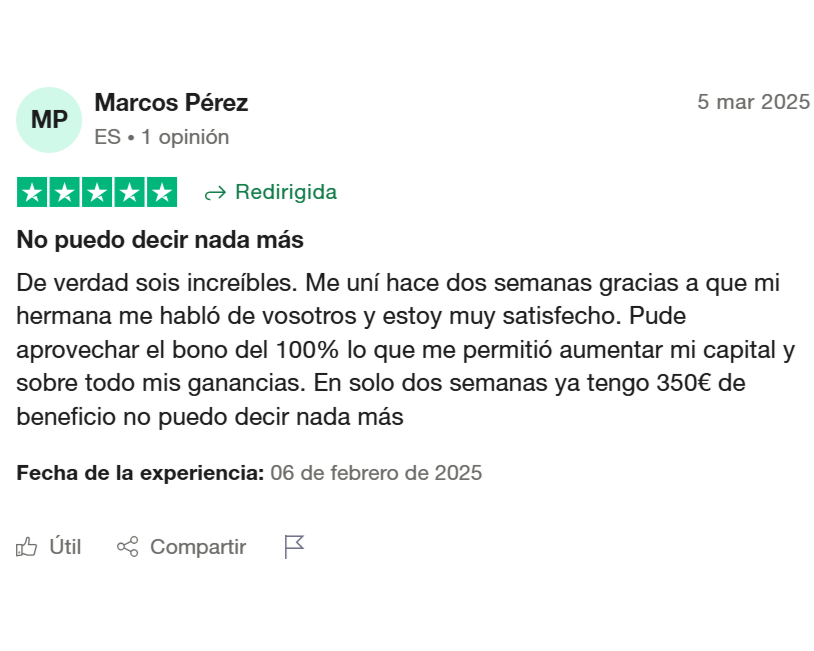 MP
Marcos Pérez
5 mar 2025
ES • 1 opinión
Redirigida
No puedo decir nada más
De verdad sois increíbles. Me uní hace dos semanas gracias a que mi
hermana me habló de vosotros y estoy muy satisfecho. Pude
aprovechar el bono del 100% lo que me permitió aumentar mi capital y
sobre todo mis ganancias. En solo dos semanas ya tengo 350€ de
beneficio no puedo decir nada más
Fecha de la experiencia: 06 de febrero de 2025
Útil
Compartir